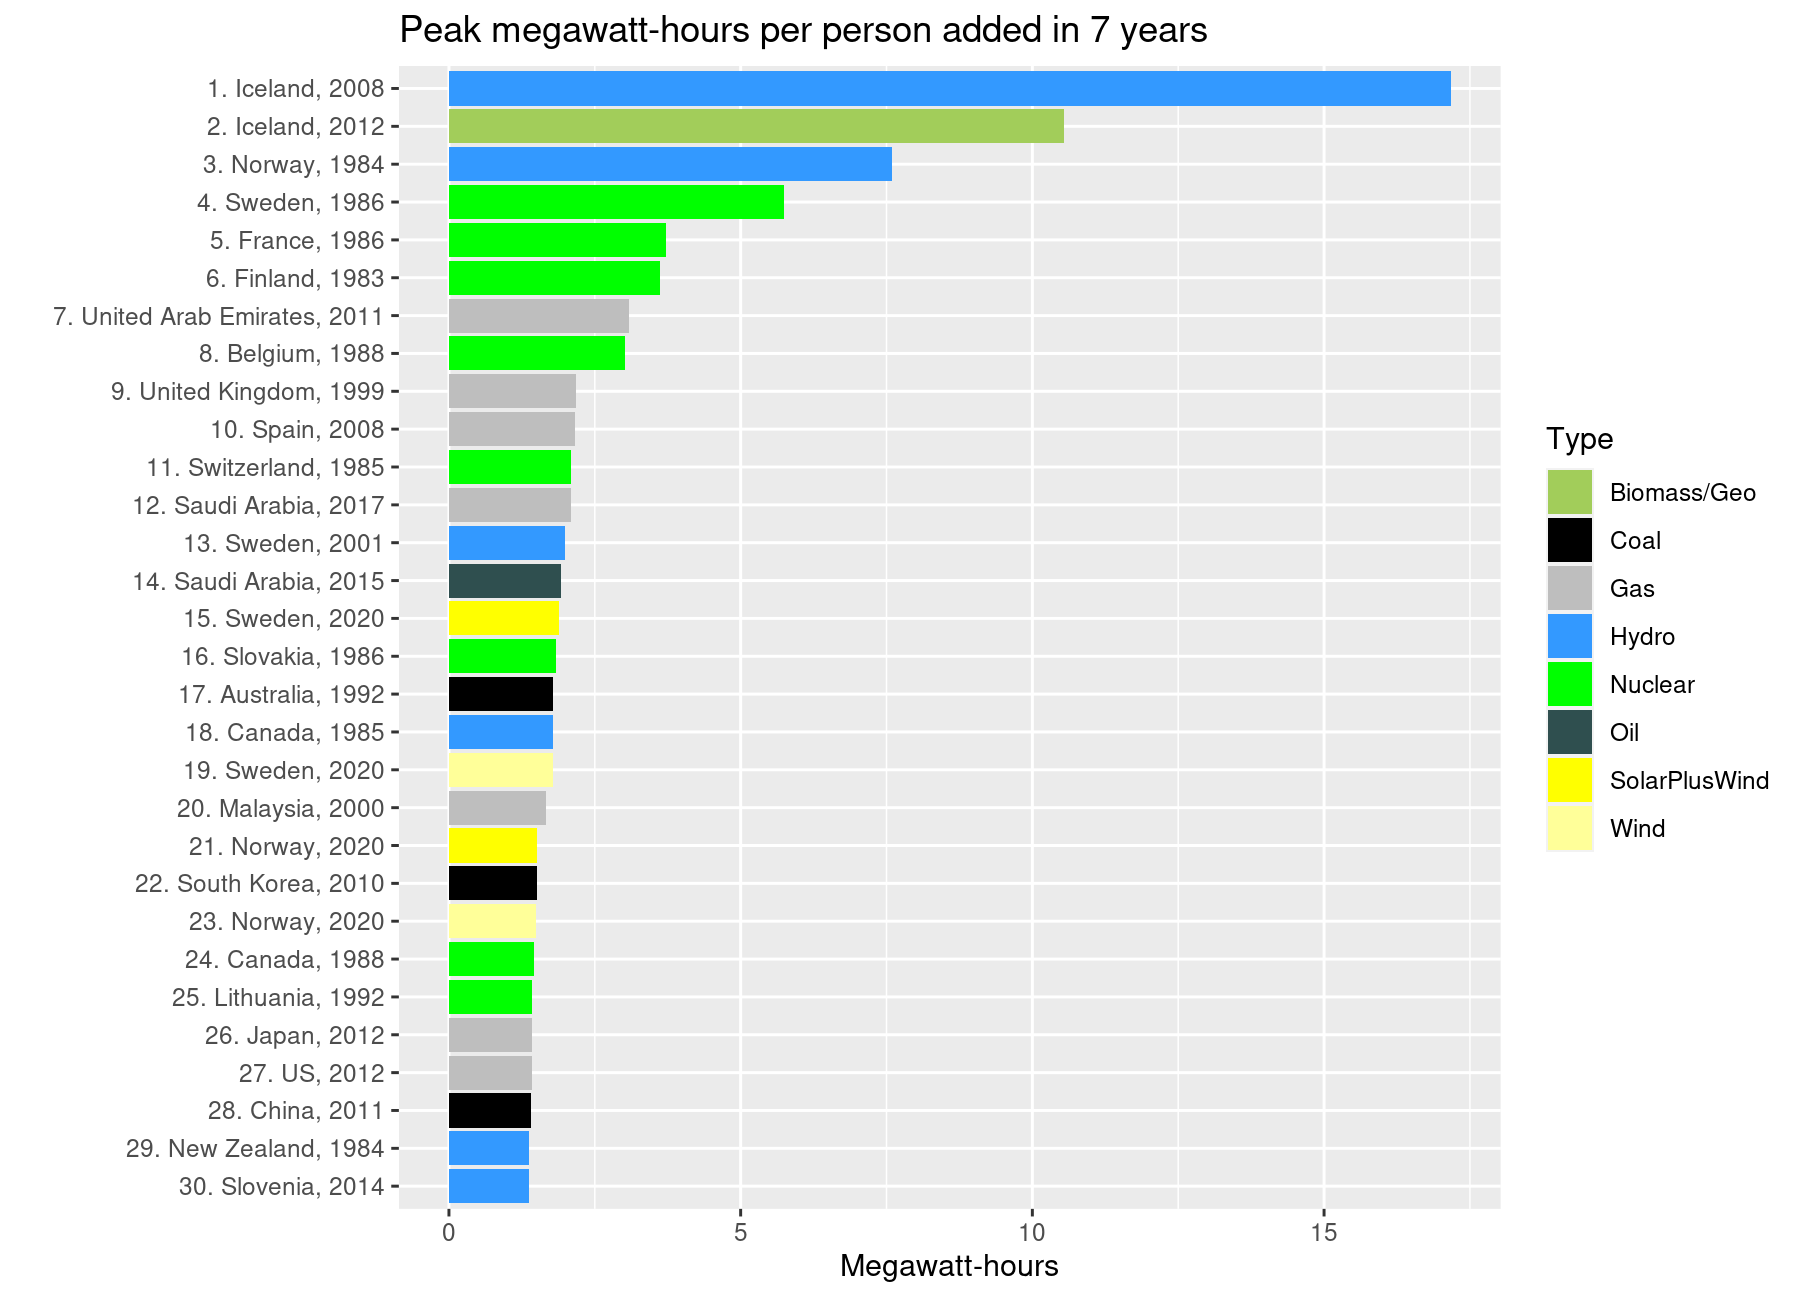 Peak megawatt-hours per person added in 7 years
1. Iceland, 2008
2. Iceland, 2012
3. Norway, 1984
4. Sweden, 1986
5. France, 1986
6. Finland, 1983
7. United Arab Emirates, 2011
8. Belgium, 1988
9. United Kingdom, 1999
10. Spain, 2008
11. Switzerland, 1985
12. Saudi Arabia, 2017
13. Sweden, 2001
14. Saudi Arabia, 2015
15. Sweden, 2020
16. Slovakia, 1986
17. Australia, 1992
18. Canada, 1985
19. Sweden, 2020
20. Malaysia, 2000
21. Norway, 2020
22. South Korea, 2010
23. Norway, 2020
24. Canada, 1988
25. Lithuania, 1992
26. Japan, 2012
27. US, 2012
28. China, 2011
29. New Zealand, 1984
30. Slovenia, 2014
0 5 10 15
Megawatt-hours
Type
Biomass/Geo
Coal
Gas
Hydro
Nuclear
Oil
SolarPlusWind
Wind